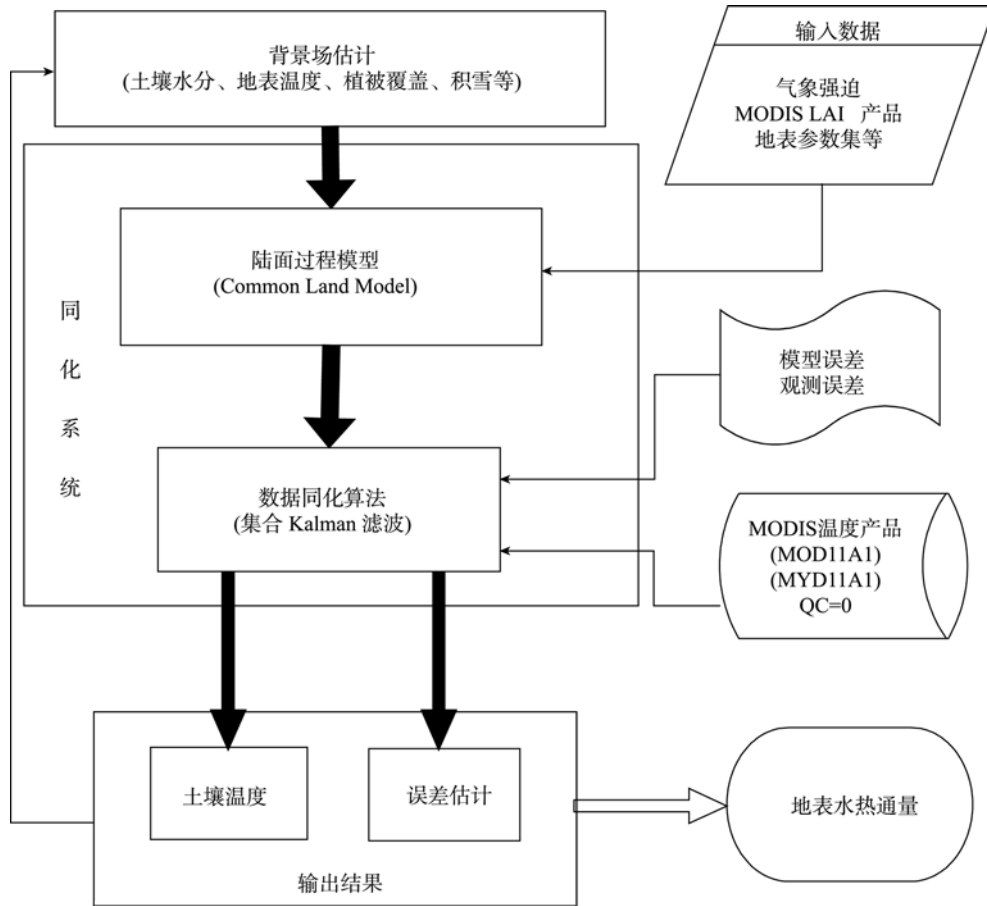 背景场估计
(土壤水分、地表温度、植被覆盖、积雪等)
输入数据
气象强迫
MODIS LAI 产品
地表参数集等
同
化
系
统
陆面过程模型
(Common Land Model)
模型误差
观测误差
数据同化算法
(集合 Kalman 滤波)
MODIS温度产品
(MOD11A1)
(MYD11A1)
QC=0
土壤温度
误差估计
输出结果
地表水热通量